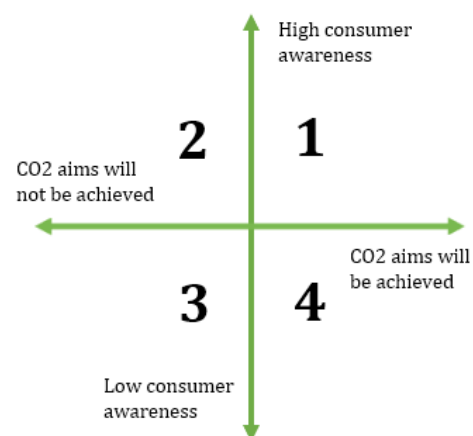 High consumer
awareness
2
1
CO2 aims will
not be achieved
CO2 aims will
be achieved
3
4
Low consumer
awareness